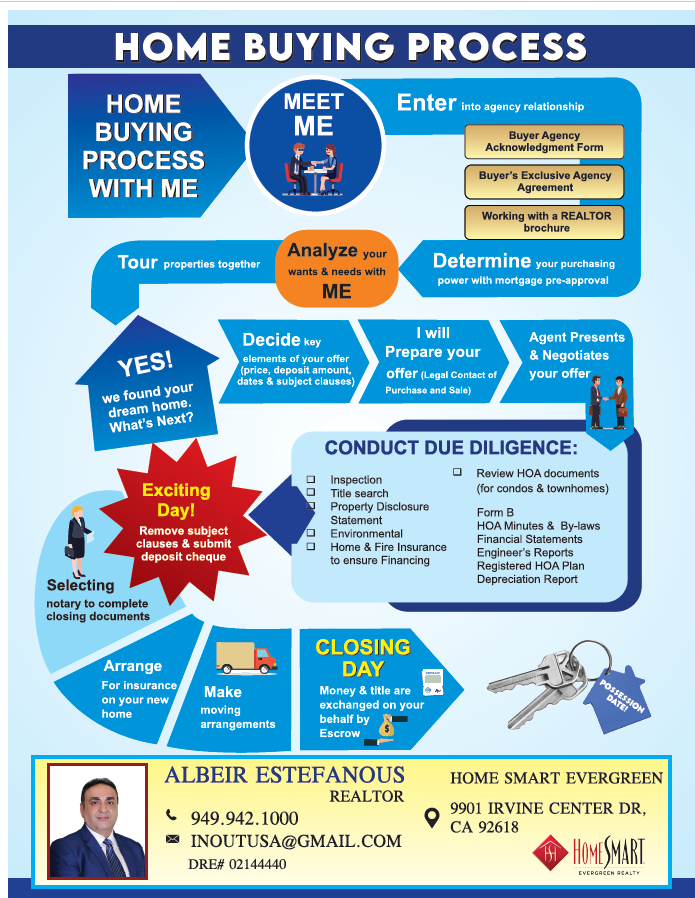 HOME BUYING PROCESS
HOME
BUYING
PROCESS
WITH ME
MEET
ME
Enter into agency relationship
Buyer Agency
Acknowledgment Form
Buyer's Exclusive Agency
Agreement
Working with a REALTOR
brochure
Determine your purchasing
power with mortgage pre-approval
Analyze your
wants & needs with
ME
Tour properties together
YES!
we found your
dream home.
What's Next?
Decide key
elements of your offer
(price, deposit amount,
dates & subject clauses)
I will
Prepare your
offer (Legal Contact of
Purchase and Sale)
Agent Presents
& Negotiates
your offer
CONDUCT DUE DILIGENCE:
Inspection
Title search
Property Disclosure
Statement
Environmental
Home & Fire Insurance
to ensure Financing
Review HOA documents
(for condos & townhomes)
Form B
HOA Minutes & By-laws
Financial Statements
Engineer's Reports
Registered HOA Plan
Depreciation Report
Exciting
Day!
Remove subject
clauses & submit
deposit cheque
Selecting
notary to complete
closing documents
Arrange
For insurance
on your new
home
Make
moving
arrangements
CLOSING
DAY
Money & title are
exchanged on your
behalf by
Escrow
POSSESSION
DATE!
ALBEIR ESTEFANOUS
REALTOR
949.942.1000
INOUTUSA@GMAIL.COM
DRE# 02144440
HOME SMART EVERGREEN
9901 IRVINE CENTER DR,
CA 92618
HOMESMART
EVERGREEN REALTY